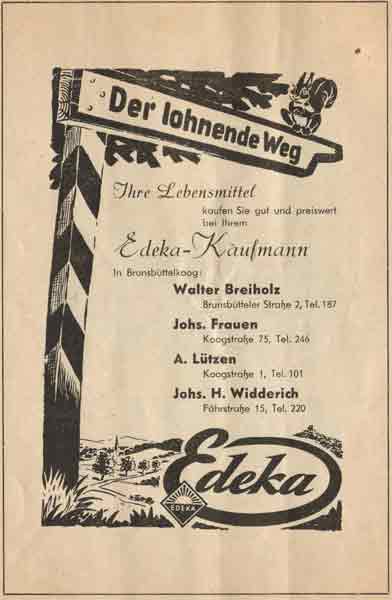 Der lohnende Weg
Ihre Lebensmittel
kaufen Sie gut und preiswert
bei Ihrem
Edeka-Kaufmann
In Brunsbüttelkoog:
Walter Breiholz
Brunsbütteler Straße 2, Tel. 187
Johs. Frauen
Koogstraße 75, Tel. 246
A. Lützen
Koogstraße 1, Tel. 101
Johs. H. Widderich
Fährstraße 15, Tel. 220
Edeka
EDEKA